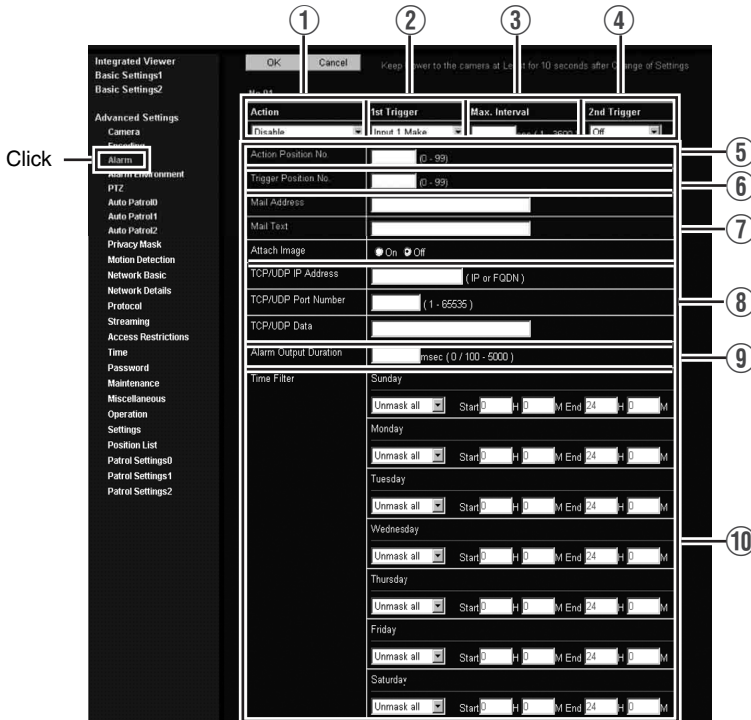 ① ② ③ ④
Integrated Viewer
Basic Settings1
Basic Settings2
Advanced Settings
Camera
Encoding
Alarm
Alarm Environment
PTZ
Auto Patrol0
Auto Patrol1
Auto Patrol2
Privacy Mask
Motion Detection
Network Basic
Network Details
Protocol
Streaming
Access Restrictions
Time
Password
Maintenance
Miscellaneous
Operation
Settings
Position List
Patrol Settings0
Patrol Settings1
Patrol Settings2
Click
OK Cancel Keep Power to the camera at Least for 10 seconds after Change of Settings
No.01
Action 1st Trigger Max. Interval 2nd Trigger
Disable Input 1 Make sec ( 1 - 3600 Off
Action Position No. (0 - 99) ⑤
Trigger Position No. (0 - 99) ⑥
Mail Address
Mail Text ⑦
Attach Image On Off
TCP/UDP IP Address ( IP or FQDN )
TCP/UDP Port Number ( 1 - 65535 ) ⑧
TCP/UDP Data
Alarm Output Duration msec ( 0 / 100 - 5000 ) ⑨
Time Filter Sunday
Unmask all Start 0 H 0 M End 24 H 0 M
Monday
Unmask all Start 0 H 0 M End 24 H 0 M
Tuesday
Unmask all Start 0 H 0 M End 24 H 0 M
Wednesday
Unmask all Start 0 H 0 M End 24 H 0 M ⑩
Thursday
Unmask all Start 0 H 0 M End 24 H 0 M
Friday
Unmask all Start 0 H 0 M End 24 H 0 M
Saturday
Unmask all Start 0 H 0 M End 24 H 0 M